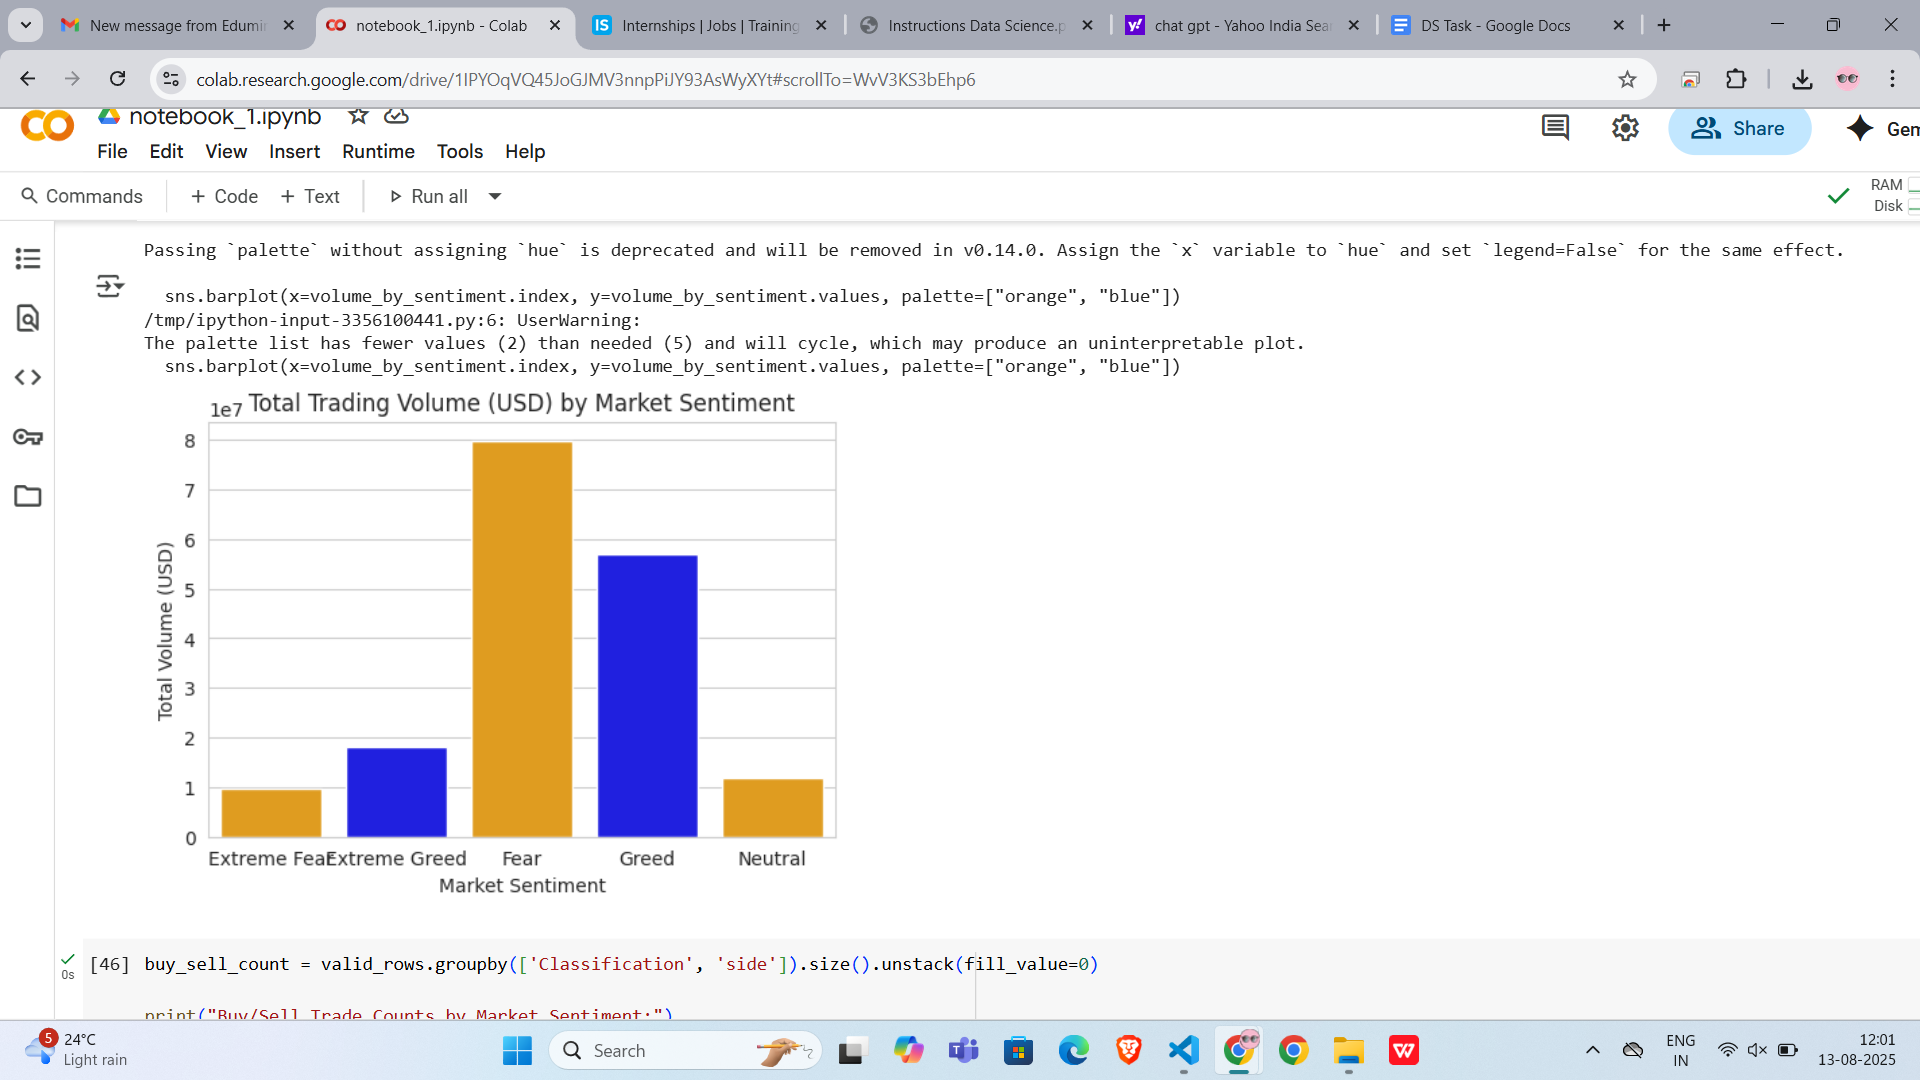 New message from Edumin
notebook_1.ipynb - Colab
IS
Internships | Jobs | Training
Instructions Data Science.p
y!
chat gpt - Yahoo India Sear
DS Task - Google Docs
colab.research.google.com/drive/1IPYOqVQ45JoGJMV3nnpPiJY93AsWyXYt#scrollTo=WvV3KS3bEhp6
notebook_1.ipynb
File Edit View Insert Runtime Tools Help
Share
Gem
Commands
+ Code + Text
Run all
RAM
Disk
Passing `palette` without assigning `hue` is deprecated and will be removed in v0.14.0. Assign the `x` variable to `hue` and set `legend=False` for the same effect.
sns.barplot(x=volume_by_sentiment.index, y=volume_by_sentiment.values, palette=["orange", "blue"])
/tmp/ipython-input-3356100441.py:6: UserWarning:
The palette list has fewer values (2) than needed (5) and will cycle, which may produce an uninterpretable plot.
sns.barplot(x=volume_by_sentiment.index, y=volume_by_sentiment.values, palette=["orange", "blue"])
1e7 Total Trading Volume (USD) by Market Sentiment
8
7
6
5
4
3
2
1
0
Total Volume (USD)
Extreme Fear Extreme Greed Fear Greed Neutral
Market Sentiment
0s
[46] buy_sell_count = valid_rows.groupby(['Classification', 'side']).size().unstack(fill_value=0)
print("Buy/Sell Trade Counts by Market Sentiment:")
5
24°C
Light rain
Search
W
ENG
IN
12:01
13-08-2025